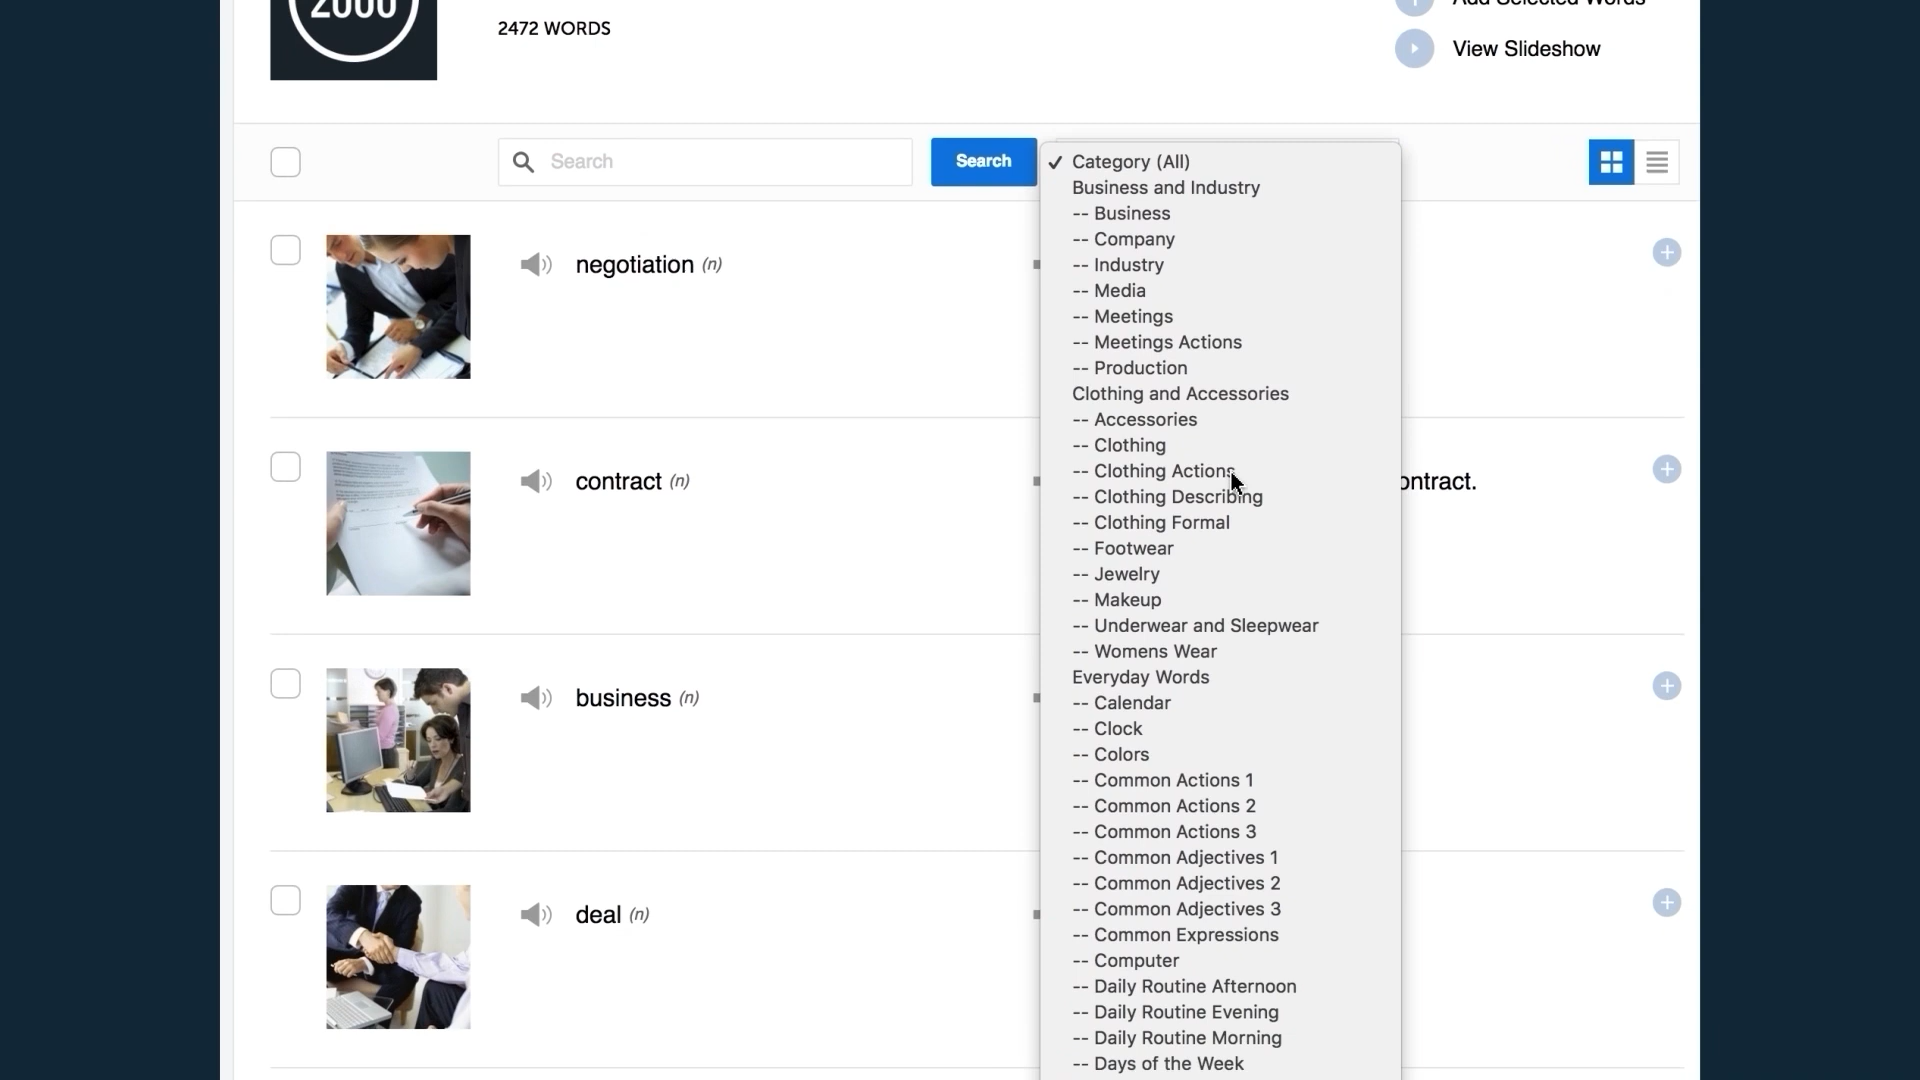 2000
2472 WORDS
Add Selected Words
View Slideshow
Search
Search
✓ Category (All)
Business and Industry
-- Business
-- Company
-- Industry
-- Media
-- Meetings
-- Meetings Actions
-- Production
Clothing and Accessories
-- Accessories
-- Clothing
-- Clothing Actions
-- Clothing Describing
-- Clothing Formal
-- Footwear
-- Jewelry
-- Makeup
-- Underwear and Sleepwear
-- Womens Wear
Everyday Words
-- Calendar
-- Clock
-- Colors
-- Common Actions 1
-- Common Actions 2
-- Common Actions 3
-- Common Adjectives 1
-- Common Adjectives 2
-- Common Adjectives 3
-- Common Expressions
-- Computer
-- Daily Routine Afternoon
-- Daily Routine Evening
-- Daily Routine Morning
-- Days of the Week
negotiation (n)
contract (n)
ontract.
business (n)
deal (n)